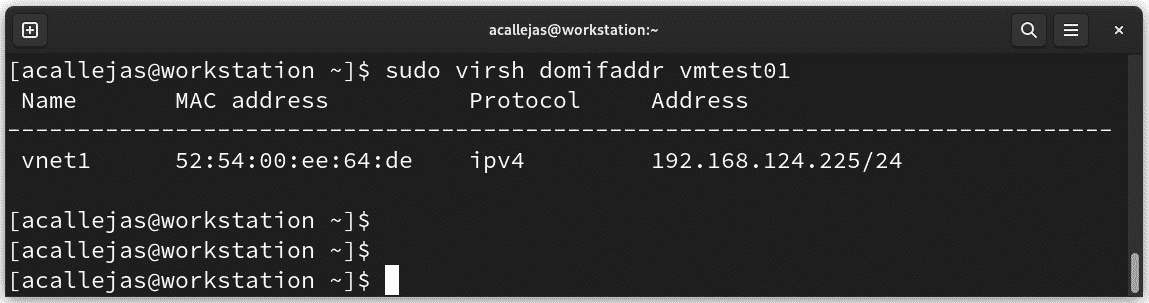 acallejas@workstation:~
[acallejas@workstation ~]$ sudo virsh domifaddr vmtest01
 Name       MAC address          Protocol     Address
-------------------------------------------------------------------------------
 vnet1      52:54:00:ee:64:de    ipv4         192.168.124.225/24
[acallejas@workstation ~]$
[acallejas@workstation ~]$
[acallejas@workstation ~]$